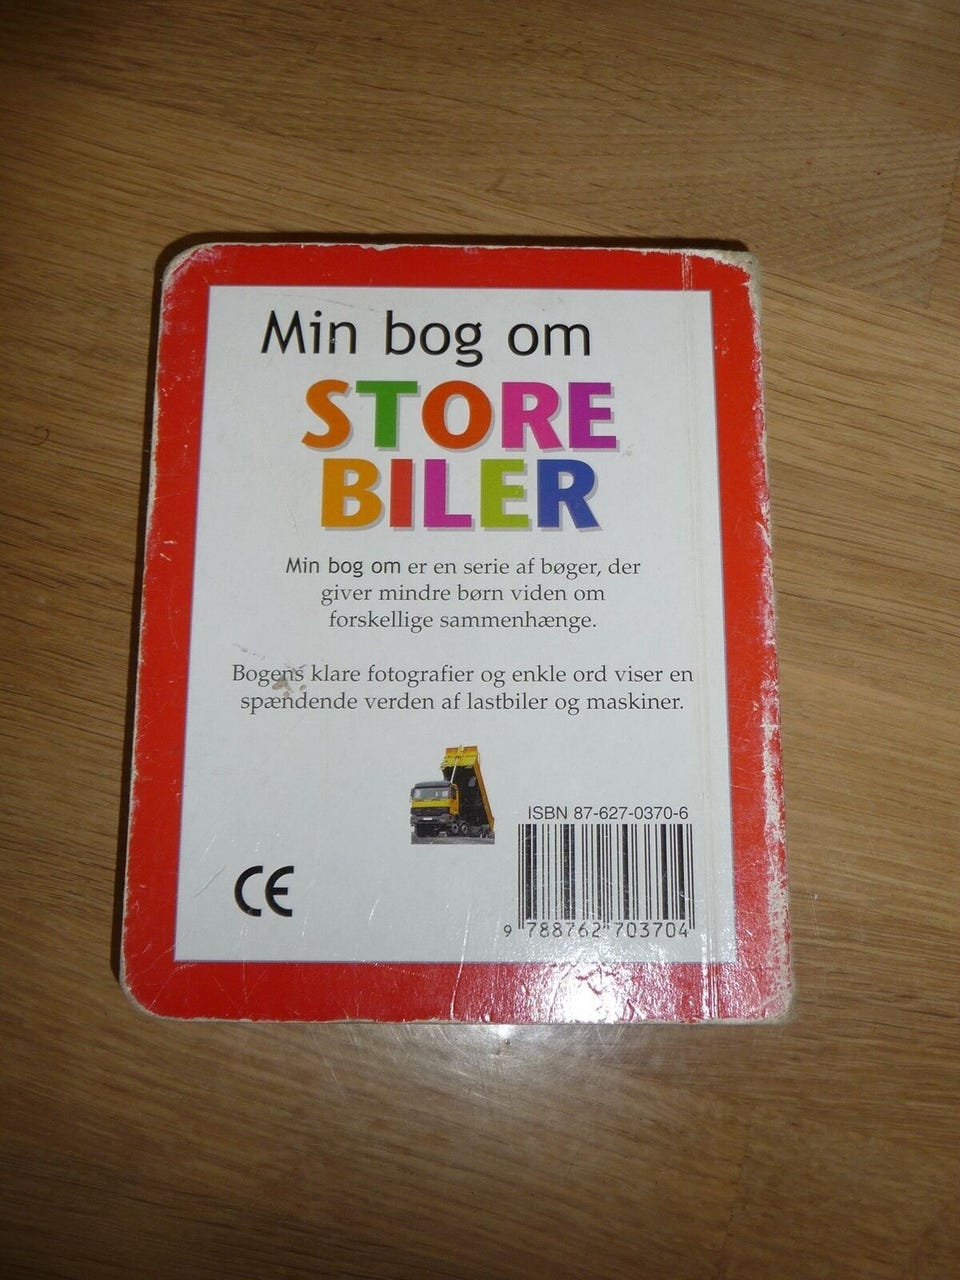 Min bog om
STORE
BILER
Min bog om er en serie af bøger, der
giver mindre børn viden om
forskellige sammenhænge.
Bogens klare fotografier og enkle ord viser en
spændende verden af lastbiler og maskiner.
ISBN 87-627-0370-6
9 788762 703704
CE